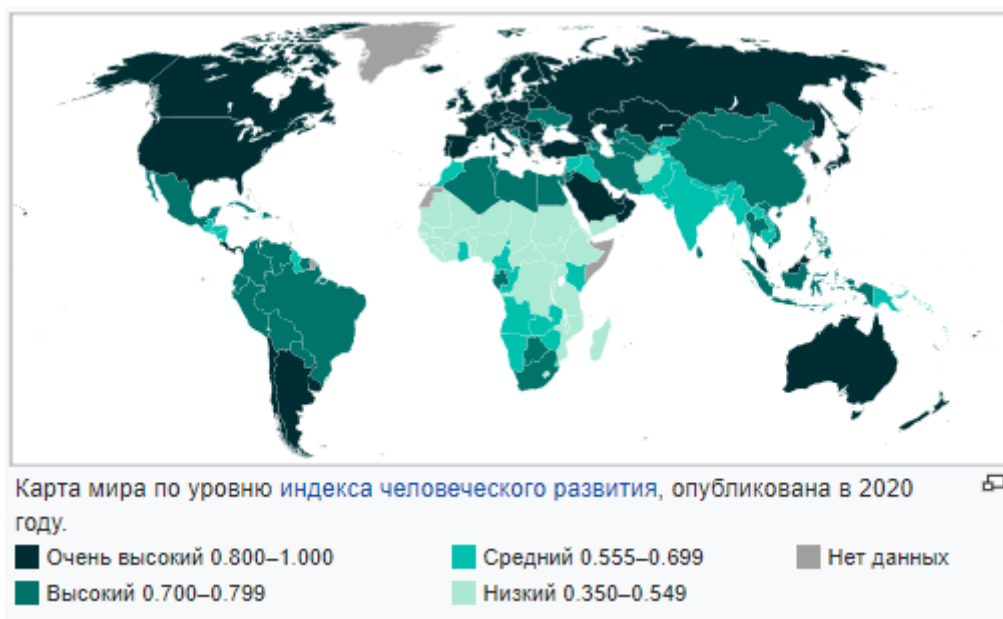 Карта мира по уровню индекса человеческого развития, опубликована в 2020
году.
Очень высокий 0.800–1.000
Средний 0.555–0.699
Нет данных
Высокий 0.700–0.799
Низкий 0.350–0.549